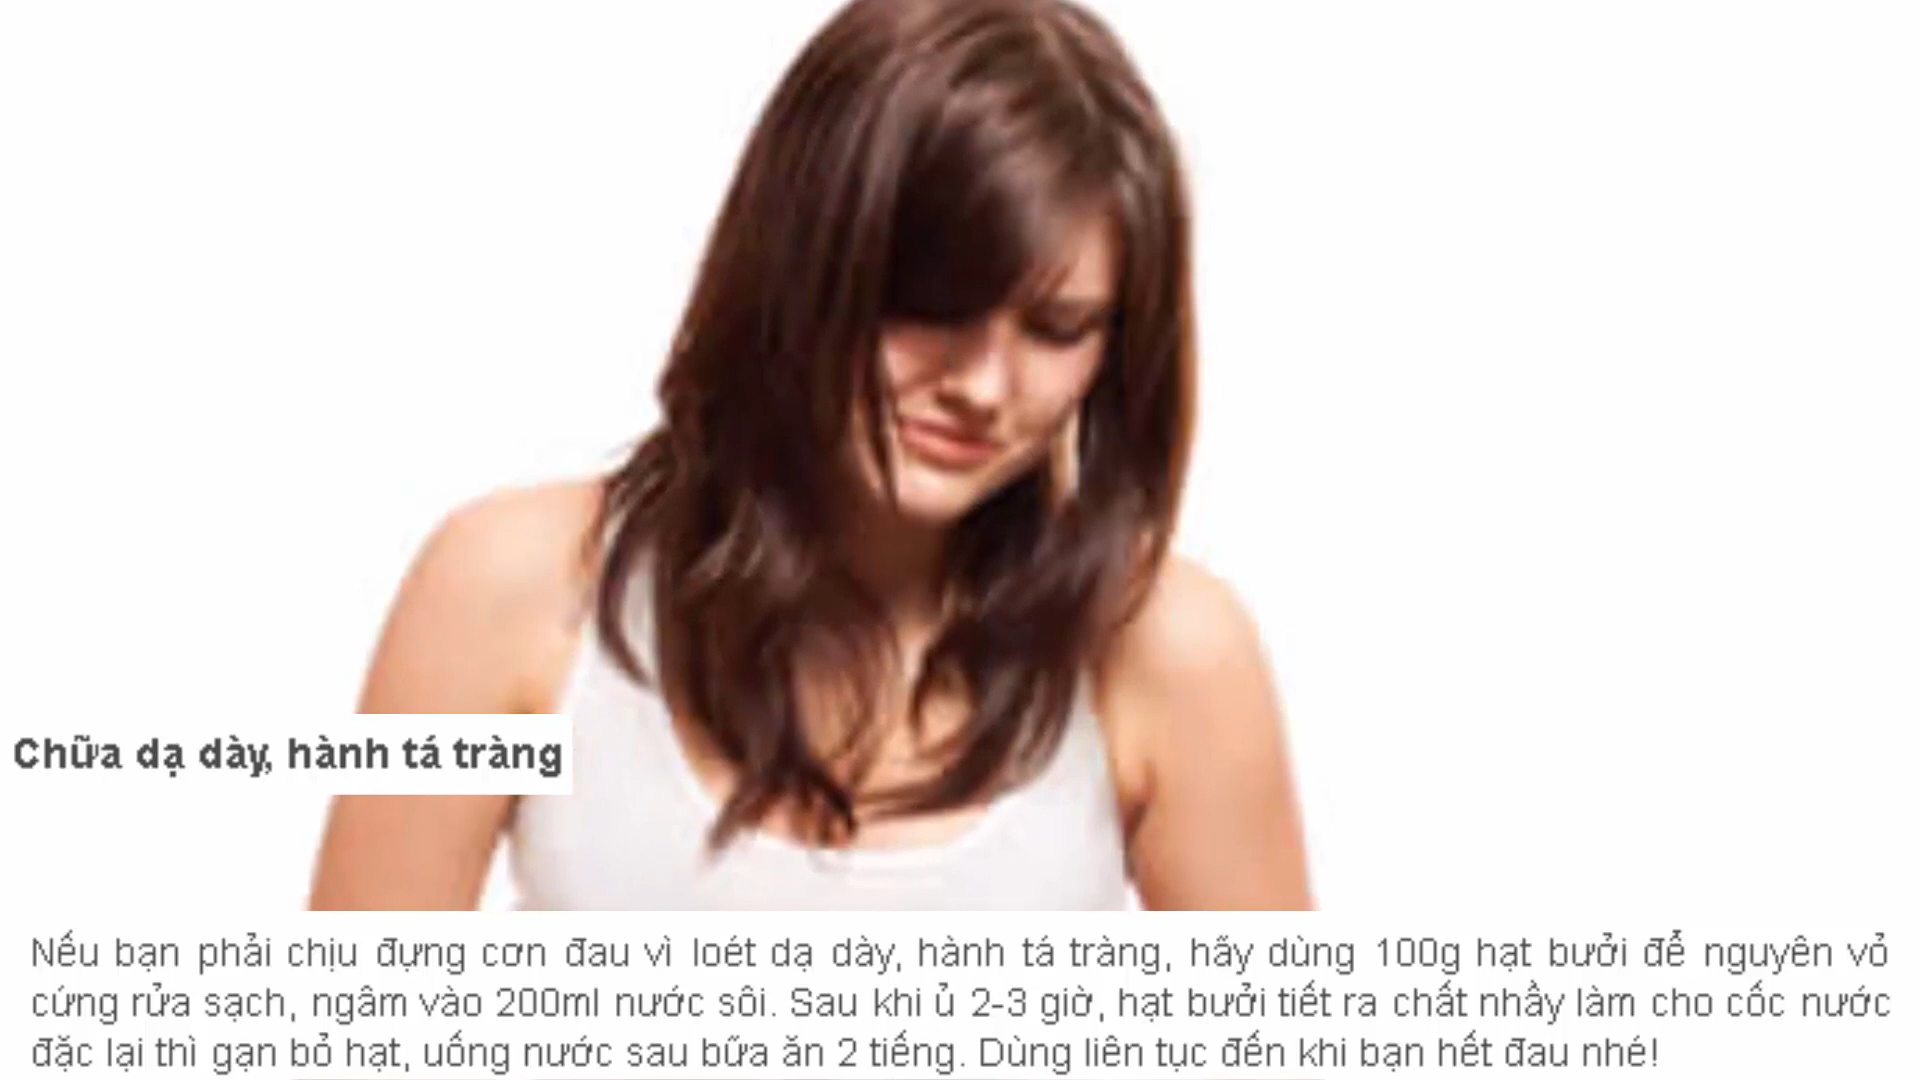 Chữa dạ dày, hành tá tràng
Nếu bạn phải chịu đựng cơn đau vì loét dạ dày, hành tá tràng, hãy dùng 100g hạt bưởi để nguyên vỏ
cứng rửa sạch, ngâm vào 200ml nước sôi. Sau khi ủ 2-3 giờ, hạt bưởi tiết ra chất nhầy làm cho cốc nước
đặc lại thì gạn bỏ hạt, uống nước sau bữa ăn 2 tiếng. Dùng liên tục đến khi bạn hết đau nhé!